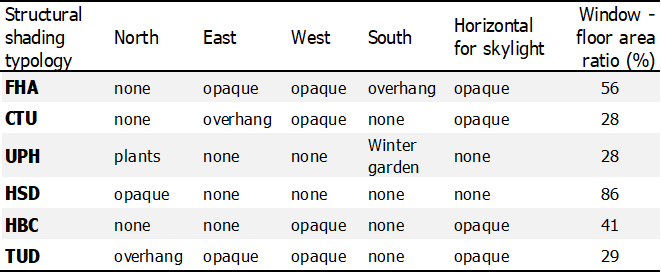 Structural shading typology North East West South Horizontal for skylight Window - floor area ratio (%)
FHA none opaque opaque overhang opaque 56
CTU none overhang opaque none opaque 28
UPH plants none none Winter garden none 28
HSD opaque none none none none 86
HBC none none opaque none opaque 41
TUD overhang opaque opaque none opaque 29